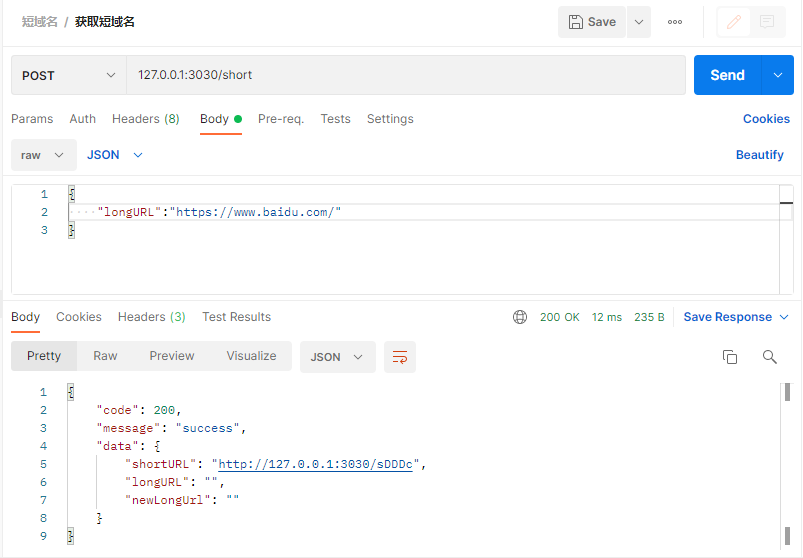 短域名 / 获取短域名
Save
POST
127.0.0.1:3030/short
Send
Params Auth Headers (8) Body Pre-req. Tests Settings Cookies
raw JSON Beautify
1 {
2 "longURL":"https://www.baidu.com/"
3 }
Body Cookies Headers (3) Test Results 200 OK 12 ms 235 B Save Response
Pretty Raw Preview Visualize JSON
1 {
2 "code": 200,
3 "message": "success",
4 "data": {
5 "shortURL": "http://127.0.0.1:3030/sDDDc",
6 "longURL": "",
7 "newLongUrl": ""
8 }
9 }